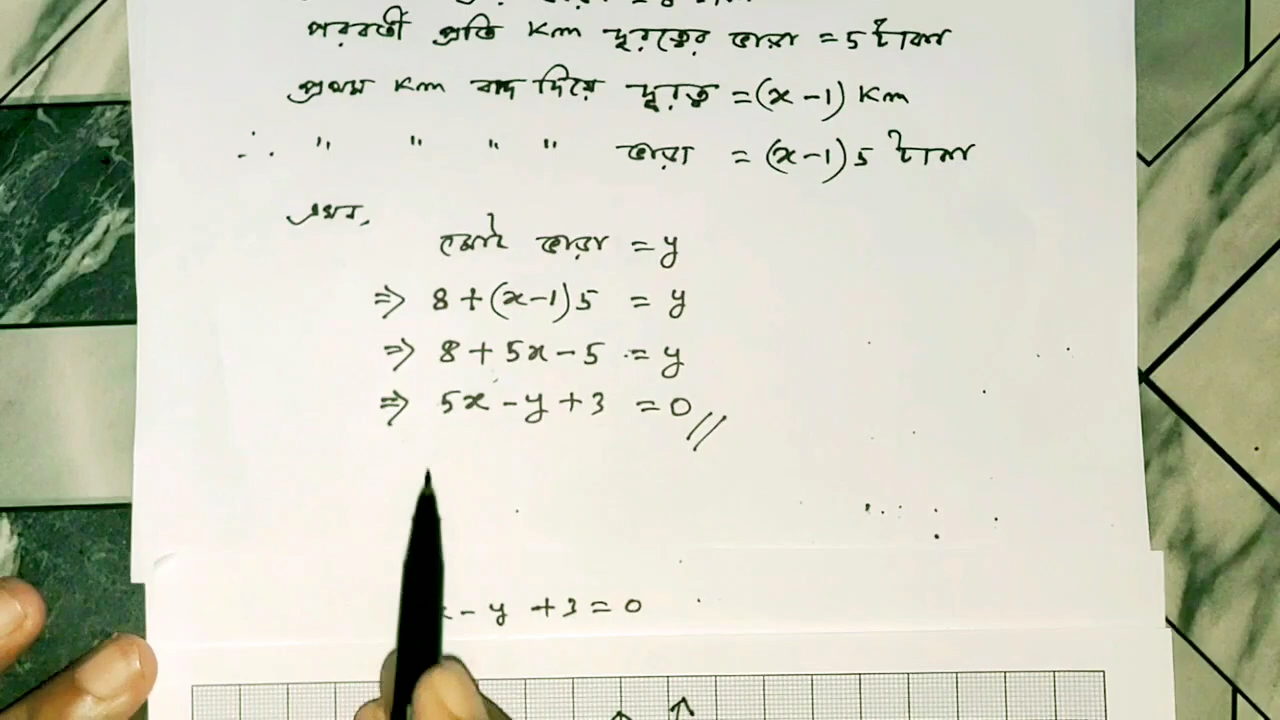 পরবর্তী প্রতি Km দূরত্বের ভাড়া = 5 টাকা
প্রথম Km বাদ দিয়ে দূরত্ব = (x-1) Km
∴ " " " " ভাড়া = (x-1) 5 টাকা
এখন,
মোট ভাড়া = y
⇒ 8 + (x-1) 5 = y
⇒ 8 + 5x - 5 = y
⇒ 5x - y + 3 = 0 //
- y + 3 = 0